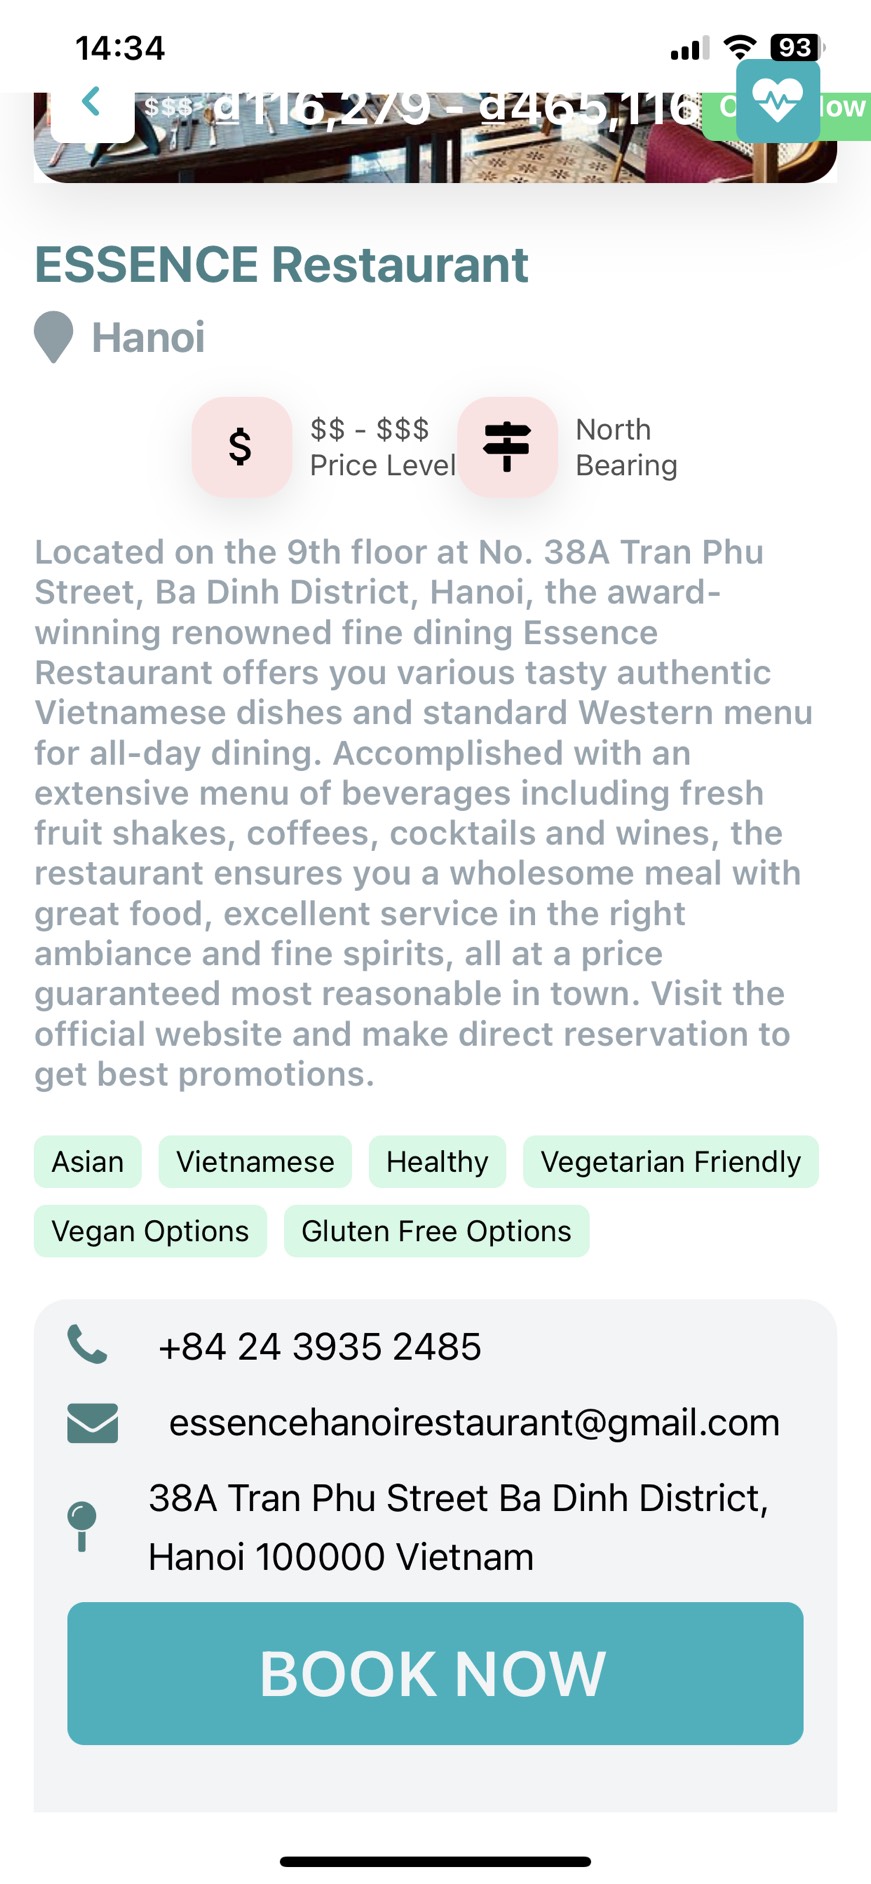 14:34
93
$$$ đ116,279 - đ465,116
ESSENCE Restaurant
Hanoi
$
$$ - $$$
Price Level
North
Bearing
Located on the 9th floor at No. 38A Tran Phu
Street, Ba Dinh District, Hanoi, the award-
winning renowned fine dining Essence
Restaurant offers you various tasty authentic
Vietnamese dishes and standard Western menu
for all-day dining. Accomplished with an
extensive menu of beverages including fresh
fruit shakes, coffees, cocktails and wines, the
restaurant ensures you a wholesome meal with
great food, excellent service in the right
ambiance and fine spirits, all at a price
guaranteed most reasonable in town. Visit the
official website and make direct reservation to
get best promotions.
Asian
Vietnamese
Healthy
Vegetarian Friendly
Vegan Options
Gluten Free Options
+84 24 3935 2485
essencehanoirestaurant@gmail.com
38A Tran Phu Street Ba Dinh District,
Hanoi 100000 Vietnam
BOOK NOW